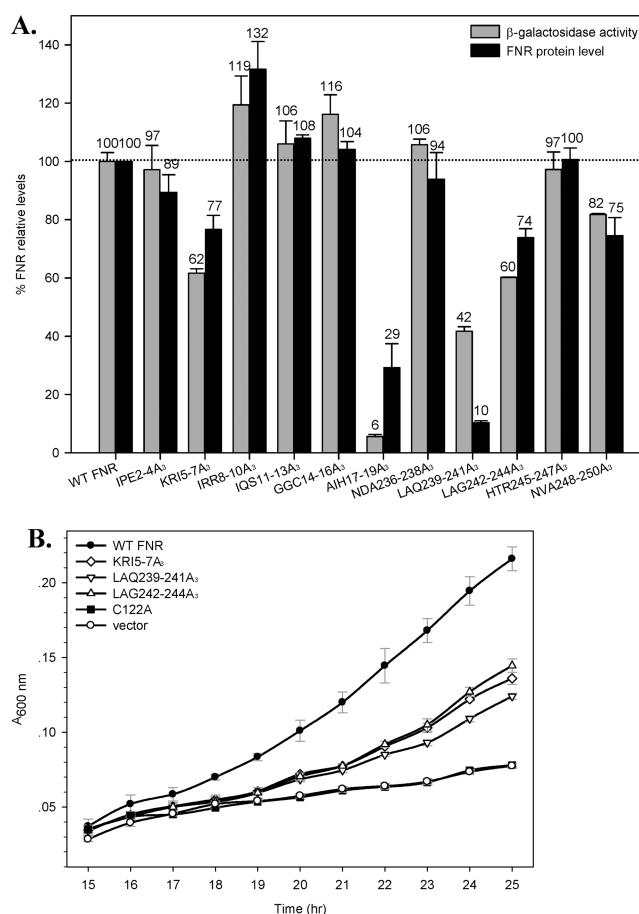 A.
β-galactosidase activity
FNR protein level
% FNR relative levels
140
120
100
80
60
40
20
0
100 100
97 89
62 77
119 132
106 108
116 104
6 29
106 94
42 10
60 74
97 100
82 75
WT FNR
IPE2-4A₃
KRI5-7A₃
IRR8-10A₃
IQS11-13A₃
GGC14-16A₃
AIH17-19A₃
NDA236-238A₃
LAQ239-241A₃
LAG242-244A₃
HTR245-247A₃
NVA248-250A₃
B.
WT FNR
KRI5-7A₃
LAQ239-241A₃
LAG242-244A₃
C122A
vector
A600 nm
.20
.15
.10
.05
0
15 16 17 18 19 20 21 22 23 24 25
Time (hr)